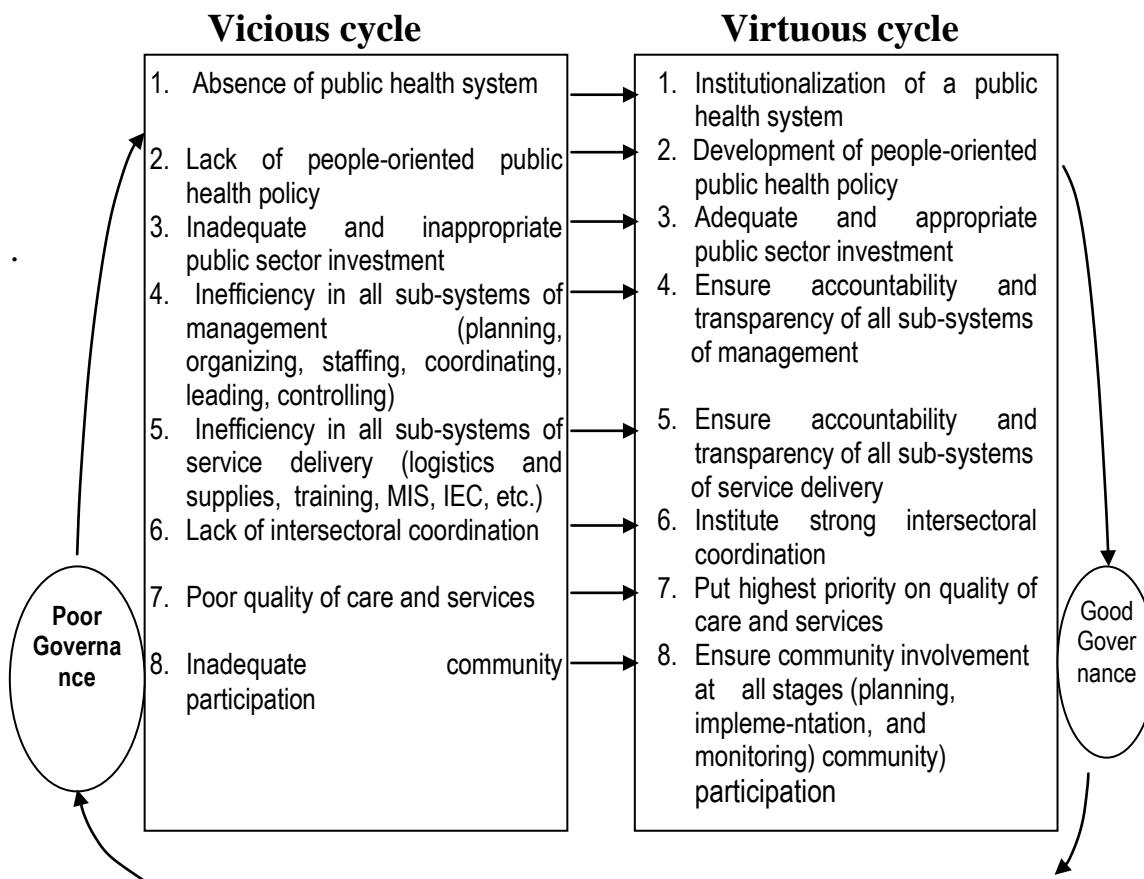 Vicious cycle
1. Absence of public health system
2. Lack of people-oriented public
health policy
3. Inadequate and inappropriate
public sector investment
4. Inefficiency in all sub-systems of
management (planning,
organizing, staffing, coordinating,
leading, controlling)
5. Inefficiency in all sub-systems of
service delivery (logistics and
supplies, training, MIS, IEC, etc.)
6. Lack of intersectoral coordination
7. Poor quality of care and services
8. Inadequate community
participation
Virtuous cycle
1. Institutionalization of a public
health system
2. Development of people-oriented
public health policy
3. Adequate and appropriate
public sector investment
4. Ensure accountability and
transparency of all sub-systems
of management
5. Ensure accountability and
transparency of all sub-systems
of service delivery
6. Institute strong intersectoral
coordination
7. Put highest priority on quality of
care and services
8. Ensure community involvement
at all stages (planning,
impleme-ntation, and
monitoring) community)
participation
Poor
Governa
nce
Good
Gover
nance
.